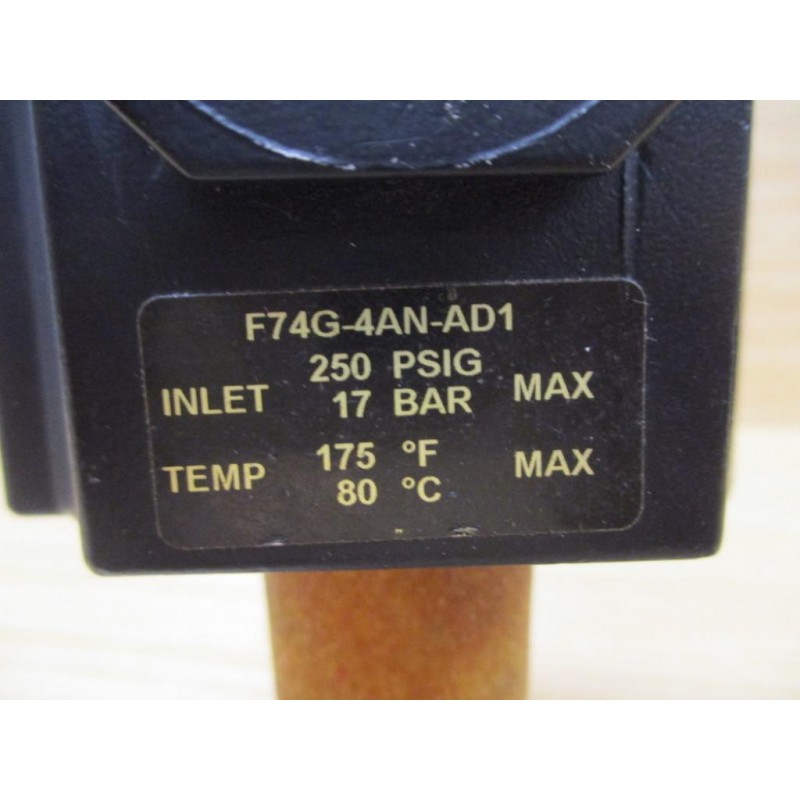 F74G-4AN-AD1
INLET 250 PSIG MAX
17 BAR
TEMP 175 °F MAX
80 °C